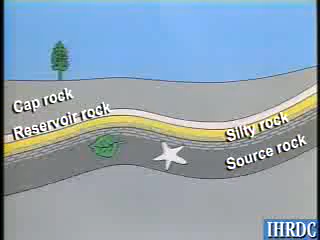 Cap rock
Reservoir rock
Silty rock
Source rock
IHRDC